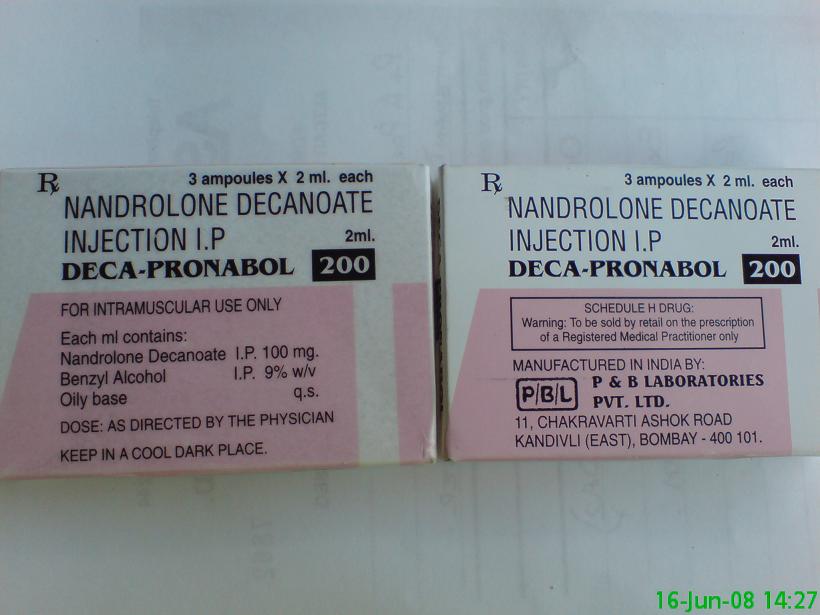 Rx 3 ampoules X 2 ml. each
NANDROLONE DECANOATE
INJECTION I.P 2ml.
DECA-PRONABOL 200
FOR INTRAMUSCULAR USE ONLY
Each ml contains:
Nandrolone Decanoate I.P. 100 mg.
Benzyl Alcohol I.P. 9% w/v
Oily base q.s.
DOSE: AS DIRECTED BY THE PHYSICIAN
KEEP IN A COOL DARK PLACE.
Rx 3 ampoules X 2 ml. each
NANDROLONE DECANOATE
INJECTION I.P 2ml.
DECA-PRONABOL 200
SCHEDULE H DRUG:
Warning: To be sold by retail on the prescription
of a Registered Medical Practitioner only
MANUFACTURED IN INDIA BY:
P/B/L P & B LABORATORIES
PVT. LTD.
11, CHAKRAVARTI ASHOK ROAD
KANDIVLI (EAST), BOMBAY - 400 101.
16-Jun-08 14:27